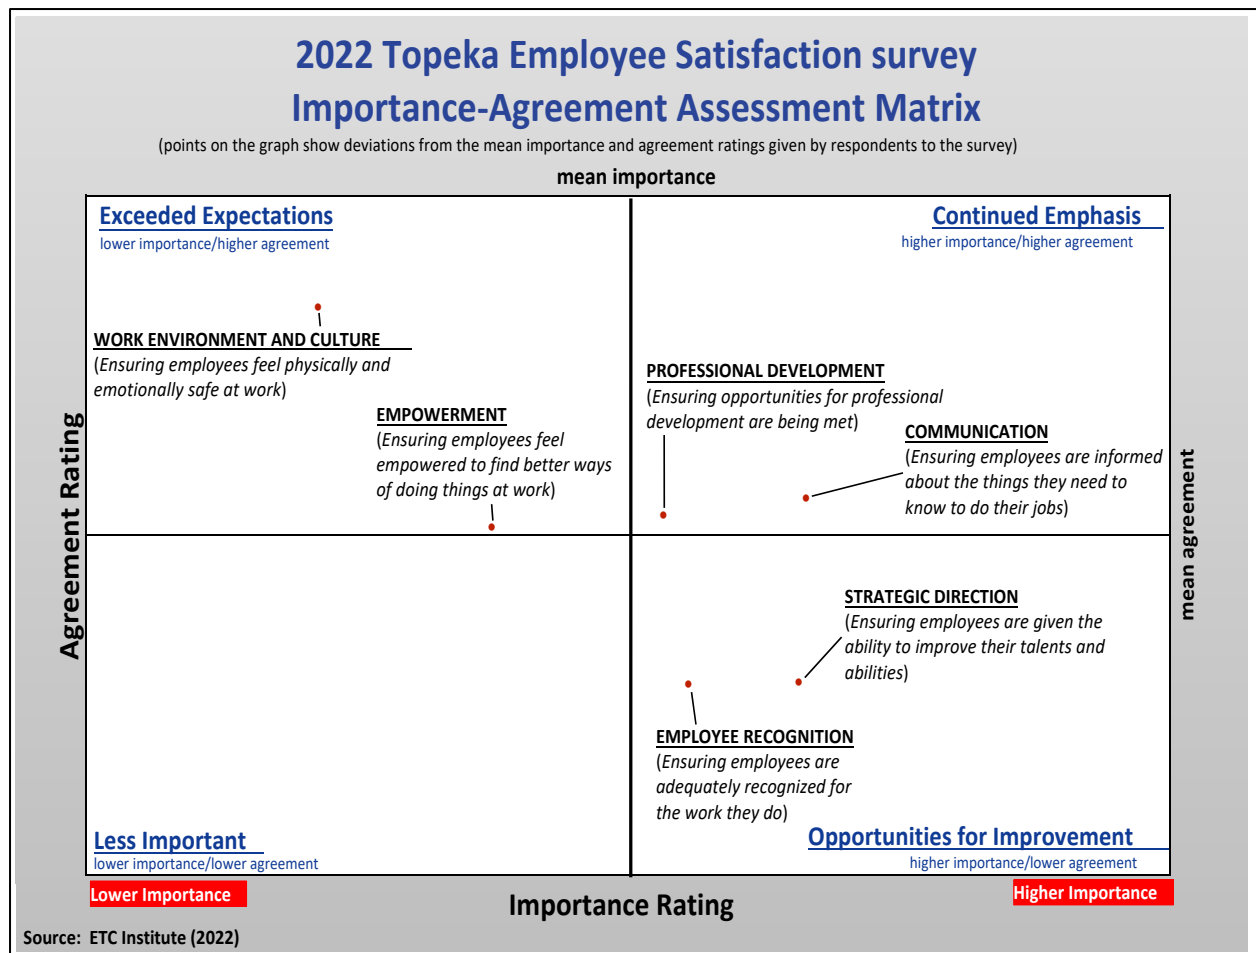 2022 Topeka Employee Satisfaction survey
Importance-Agreement Assessment Matrix
(points on the graph show deviations from the mean importance and agreement ratings given by respondents to the survey)
mean importance
Exceeded Expectations
lower importance/higher agreement
Continued Emphasis
higher importance/higher agreement
WORK ENVIRONMENT AND CULTURE
(Ensuring employees feel physically and
emotionally safe at work)
EMPOWERMENT
(Ensuring employees feel
empowered to find better ways
of doing things at work)
PROFESSIONAL DEVELOPMENT
(Ensuring opportunities for professional
development are being met)
COMMUNICATION
(Ensuring employees are informed
about the things they need to
know to do their jobs)
Agreement Rating
mean agreement
STRATEGIC DIRECTION
(Ensuring employees are given the
ability to improve their talents and
abilities)
EMPLOYEE RECOGNITION
(Ensuring employees are
adequately recognized for
the work they do)
Less Important
lower importance/lower agreement
Opportunities for Improvement
higher importance/lower agreement
Lower Importance
Importance Rating
Higher Importance
Source: ETC Institute (2022)